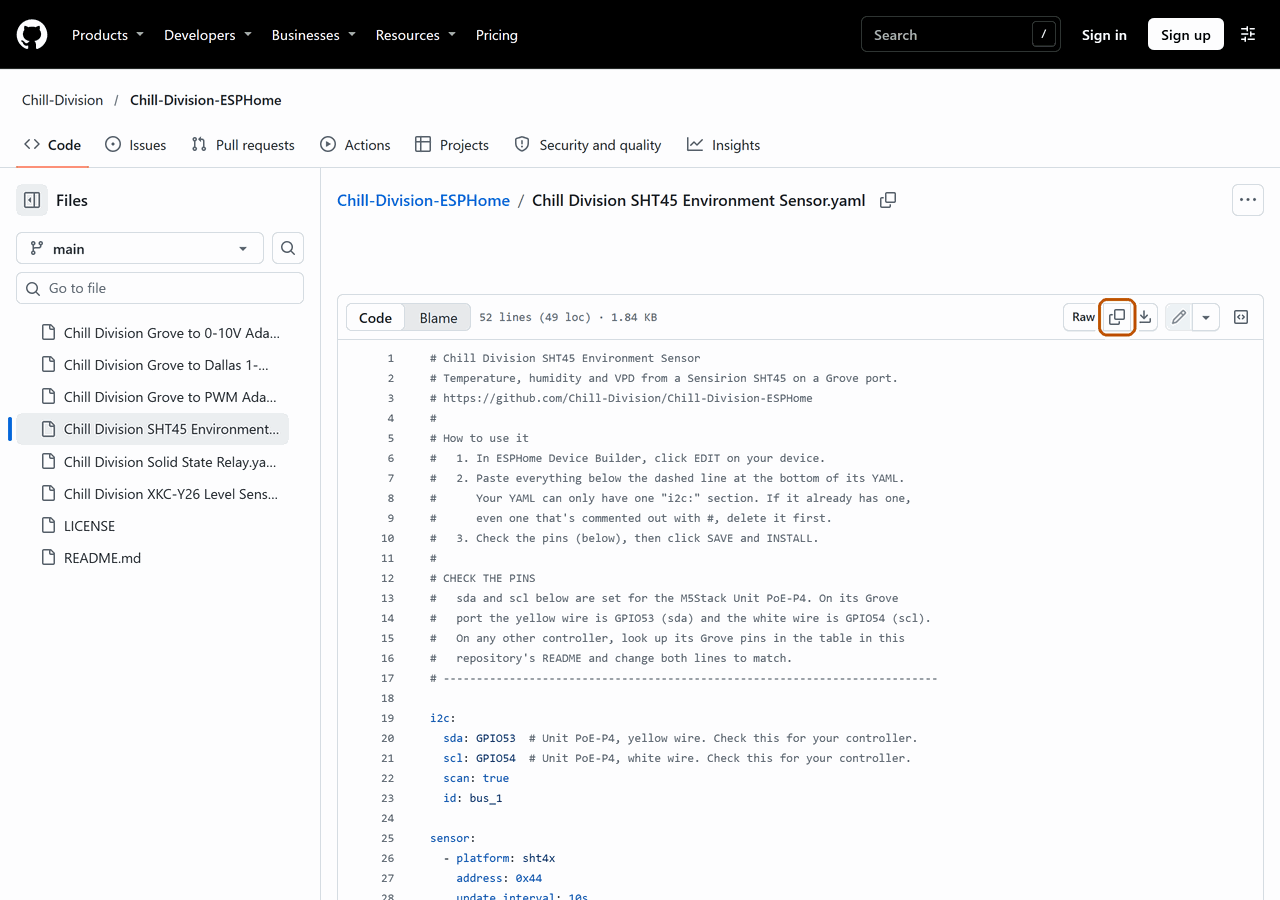 Products Developers Businesses Resources Pricing Search / Sign in Sign up
Chill-Division / Chill-Division-ESPHome
Code Issues Pull requests Actions Projects Security and quality Insights
Files
main
Go to file
Chill Division Grove to 0-10V Ada...
Chill Division Grove to Dallas 1-...
Chill Division Grove to PWM Ada...
Chill Division SHT45 Environment...
Chill Division Solid State Relay.ya...
Chill Division XKC-Y26 Level Sens...
LICENSE
README.md
Chill-Division-ESPHome / Chill Division SHT45 Environment Sensor.yaml
Code Blame 52 lines (49 loc) · 1.84 KB Raw
1 # Chill Division SHT45 Environment Sensor
2 # Temperature, humidity and VPD from a Sensirion SHT45 on a Grove port.
3 # https://github.com/Chill-Division/Chill-Division-ESPHome
4 #
5 # How to use it
6 # 1. In ESPHome Device Builder, click EDIT on your device.
7 # 2. Paste everything below the dashed line at the bottom of its YAML.
8 # Your YAML can only have one "i2c:" section. If it already has one,
9 # even one that's commented out with #, delete it first.
10 # 3. Check the pins (below), then click SAVE and INSTALL.
11 #
12 # CHECK THE PINS
13 # sda and scl below are set for the M5Stack Unit PoE-P4. On its Grove
14 # port the yellow wire is GPIO53 (sda) and the white wire is GPIO54 (scl).
15 # On any other controller, look up its Grove pins in the table in this
16 # repository's README and change both lines to match.
17 # ---------------------------------------------------------------------------
18
19 i2c:
20 sda: GPIO53 # Unit PoE-P4, yellow wire. Check this for your controller.
21 scl: GPIO54 # Unit PoE-P4, white wire. Check this for your controller.
22 scan: true
23 id: bus_1
24
25 sensor:
26 - platform: sht4x
27 address: 0x44
28 update_interval: 10s